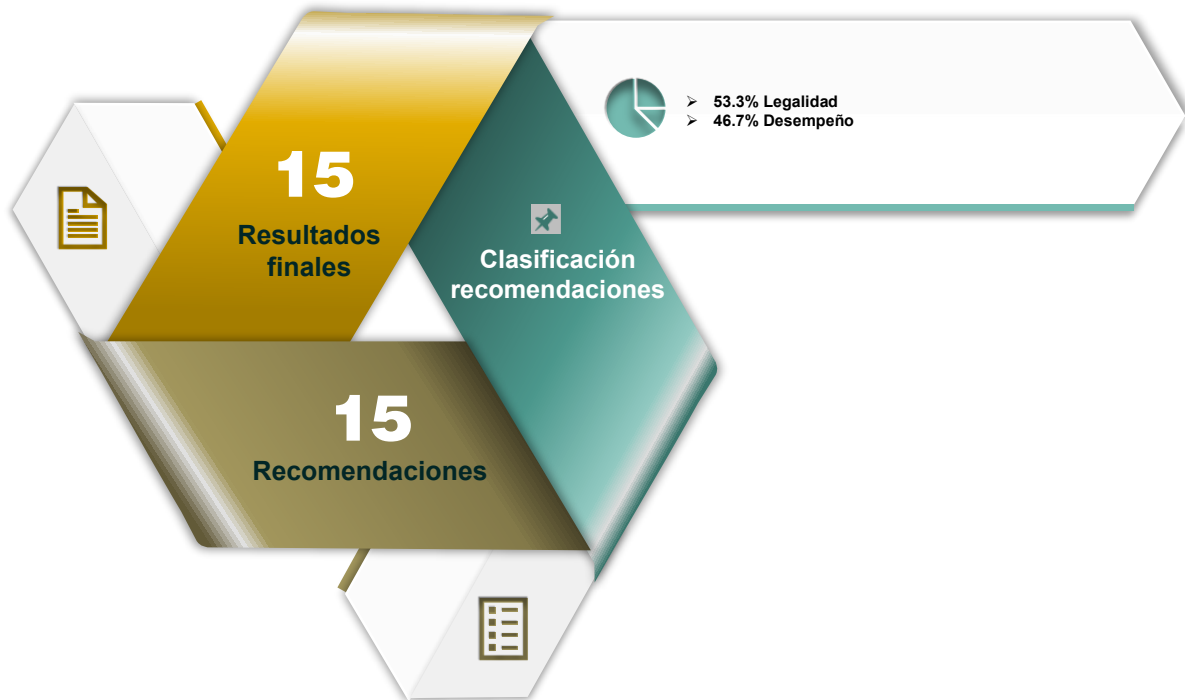 15
Resultados
finales
15
Recomendaciones
Clasificación
recomendaciones
➢ 53.3% Legalidad
➢ 46.7% Desempeño